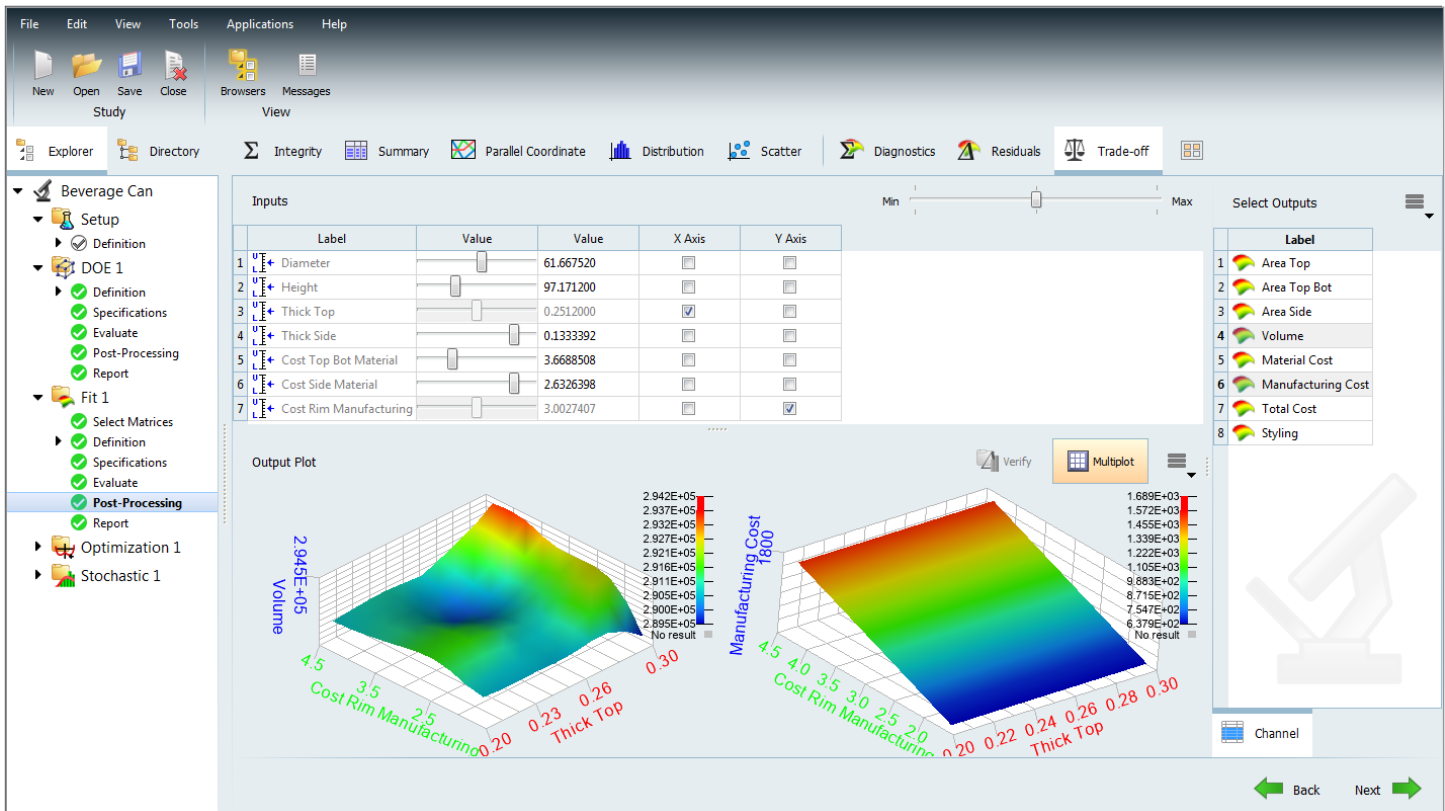 File Edit View Tools Applications Help
New Open Save Close Browsers Messages
Study View
Explorer Directory Integrity Summary Parallel Coordinate Distribution Scatter Diagnostics Residuals Trade-off
Beverage Can
Setup
Definition
DOE 1
Definition
Specifications
Evaluate
Post-Processing
Report
Fit 1
Select Matrices
Definition
Specifications
Evaluate
Post-Processing
Report
Optimization 1
Stochastic 1
Inputs Min Max
Label Value Value X Axis Y Axis
1 Diameter 61.667520
2 Height 97.171200
3 Thick Top 0.2512000
4 Thick Side 0.1333392
5 Cost Top Bot Material 3.6688508
6 Cost Side Material 2.6326398
7 Cost Rim Manufacturing 3.0027407
Output Plot Verify Multiplot
2.942E+05
2.937E+05
2.932E+05
2.927E+05
2.921E+05
2.916E+05
2.911E+05
2.905E+05
2.900E+05
2.895E+05
No result
2.945E+05
Volume
4.5 3.5 2.5
Cost Rim Manufacturing
0.20 0.23 0.26 0.30
Thick Top
1.689E+03
1.572E+03
1.455E+03
1.339E+03
1.222E+03
1.105E+03
9.883E+02
8.715E+02
7.547E+02
6.379E+02
No result
1800
Manufacturing Cost
4.5 4.0 3.5 3.0 2.5 2.0
Cost Rim Manufacturing
0.20 0.22 0.24 0.26 0.28 0.30
Thick Top
Select Outputs
Label
1 Area Top
2 Area Top Bot
3 Area Side
4 Volume
5 Material Cost
6 Manufacturing Cost
7 Total Cost
8 Styling
Channel
Back Next